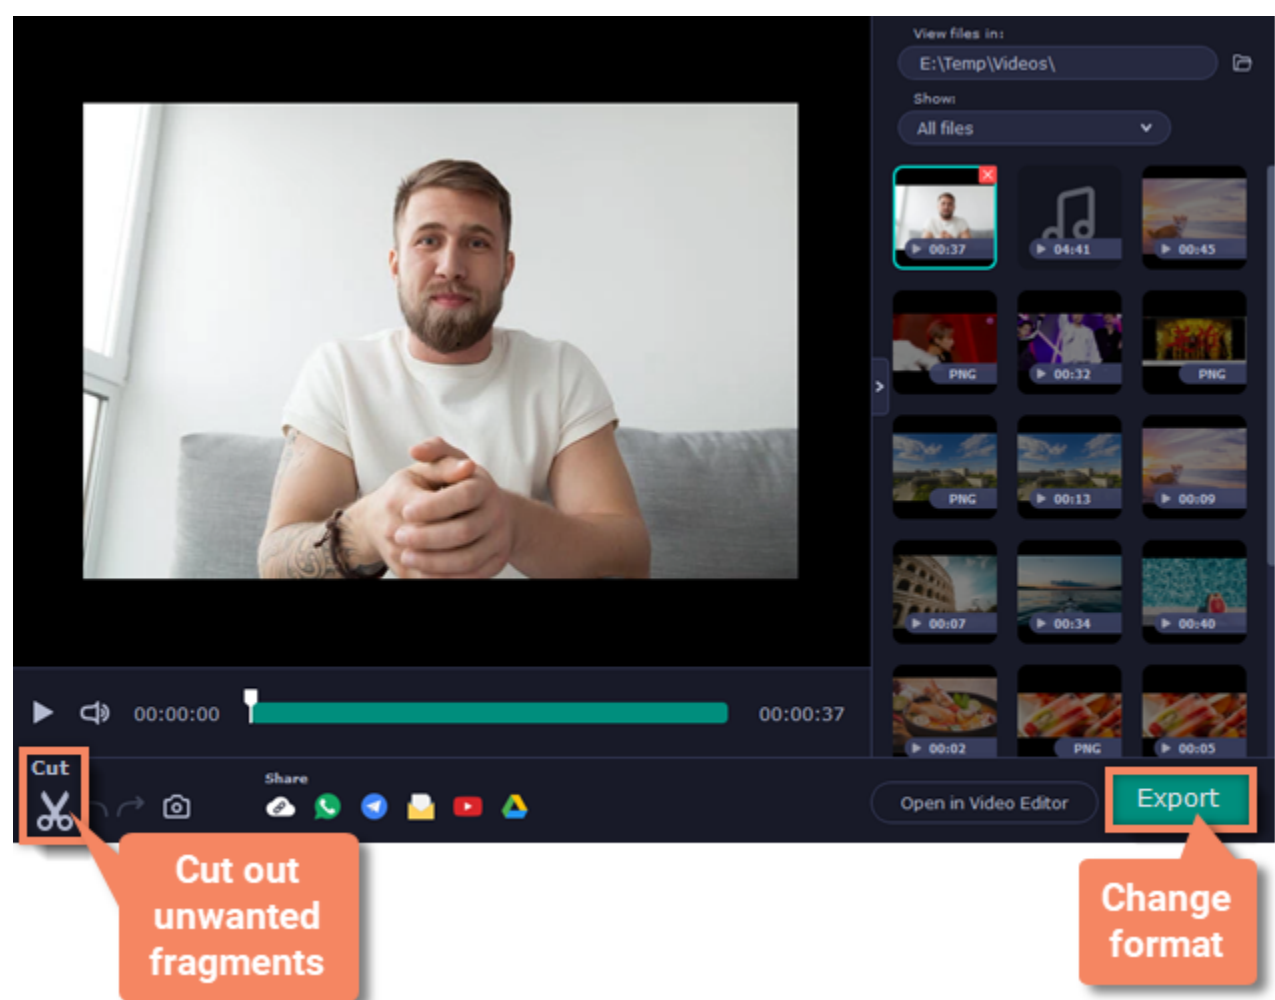 View files in:
E:\Temp\Videos\
Show:
All files
00:37
04:41
00:45
PNG
00:32
PNG
PNG
00:13
00:09
00:07
00:34
00:40
00:02
PNG
00:05
00:00:00
00:00:37
Cut
Share
Open in Video Editor
Export
Cut out
unwanted
fragments
Change
format